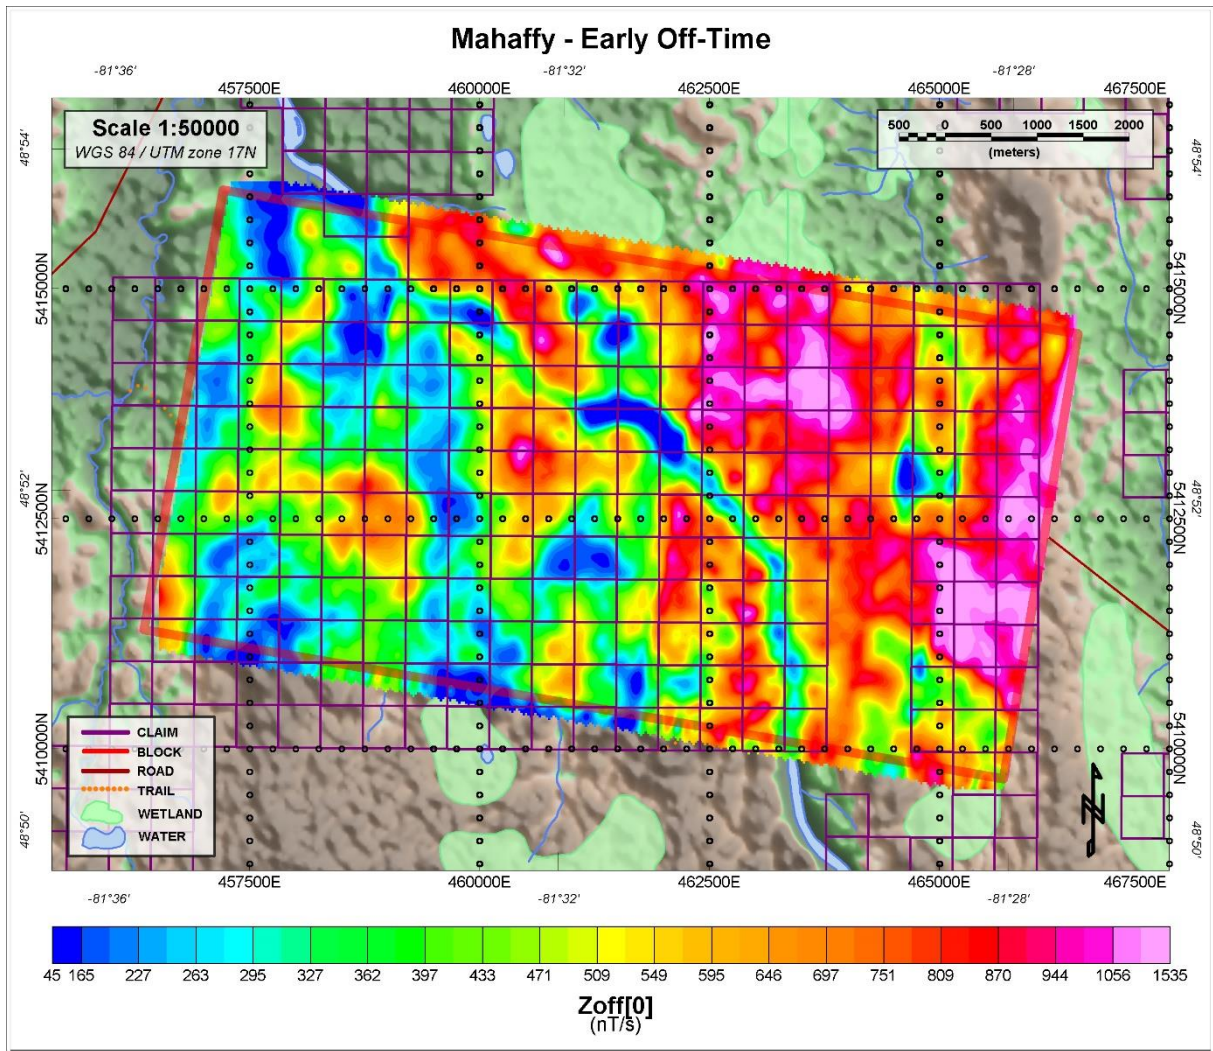 Mahaffy - Early Off-Time
-81°36' -81°32' -81°28'
457500E 460000E 462500E 465000E 467500E
Scale 1:50000
WGS 84 / UTM zone 17N
500 0 500 1000 1500 2000
(meters)
48°54' 48°54'
5415000N 5415000N
48°52' 48°52'
5412500N 5412500N
5410000N 5410000N
48°50' 48°50'
CLAIM
BLOCK
ROAD
TRAIL
WETLAND
WATER
N
457500E 460000E 462500E 465000E 467500E
-81°36' -81°32' -81°28'
45 165 227 263 295 327 362 397 433 471 509 549 595 646 697 751 809 870 944 1056 1535
Zoff[0]
(nT/s)